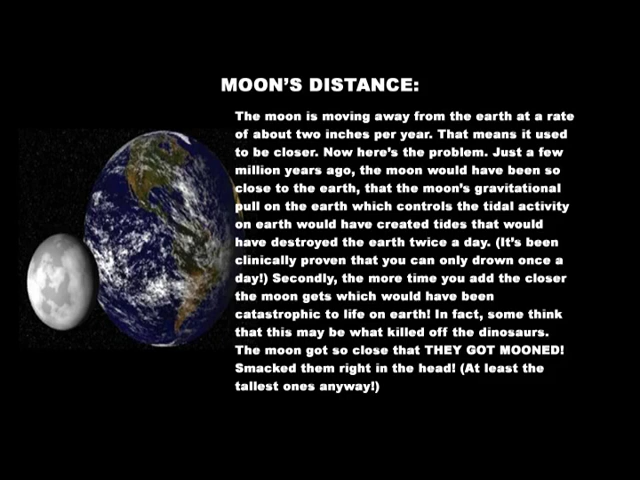 MOON'S DISTANCE:
The moon is moving away from the earth at a rate
of about two inches per year. That means it used
to be closer. Now here's the problem. Just a few
million years ago, the moon would have been so
close to the earth, that the moon's gravitational
pull on the earth which controls the tidal activity
on earth would have created tides that would
have destroyed the earth twice a day. (It's been
clinically proven that you can only drown once a
day!) Secondly, the more time you add the closer
the moon gets which would have been
catastrophic to life on earth! In fact, some think
that this may be what killed off the dinosaurs.
The moon got so close that THEY GOT MOONED!
Smacked them right in the head! (At least the
tallest ones anyway!)